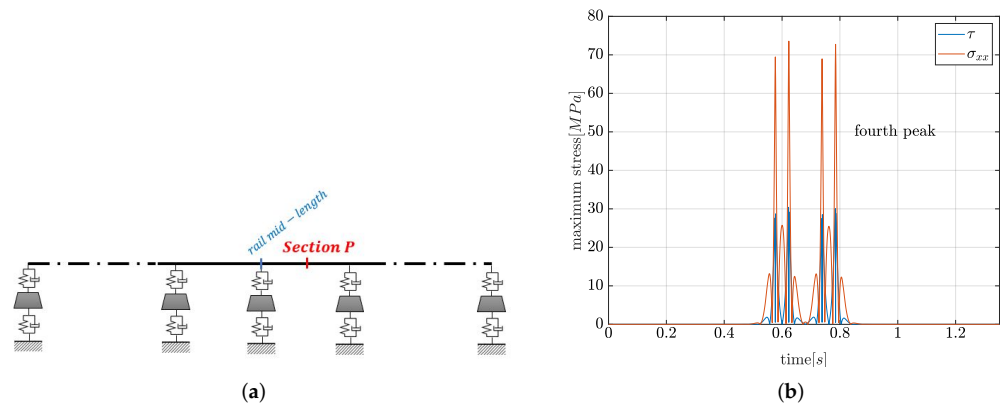 rail mid-length
Section P
(a)
maximum stress[MPa]
80
70
60
50
40
30
20
10
0
0 0.2 0.4 0.6 0.8 1 1.2
time[s]
τ
σxx
fourth peak
(b)